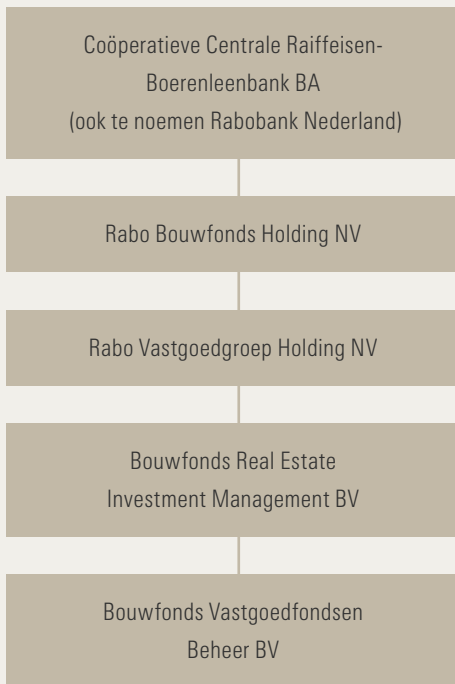 Coöperatieve Centrale Raiffeisen-
Boerenleenbank BA
(ook te noemen Rabobank Nederland)
Rabo Bouwfonds Holding NV
Rabo Vastgoedgroep Holding NV
Bouwfonds Real Estate
Investment Management BV
Bouwfonds Vastgoedfondsen
Beheer BV